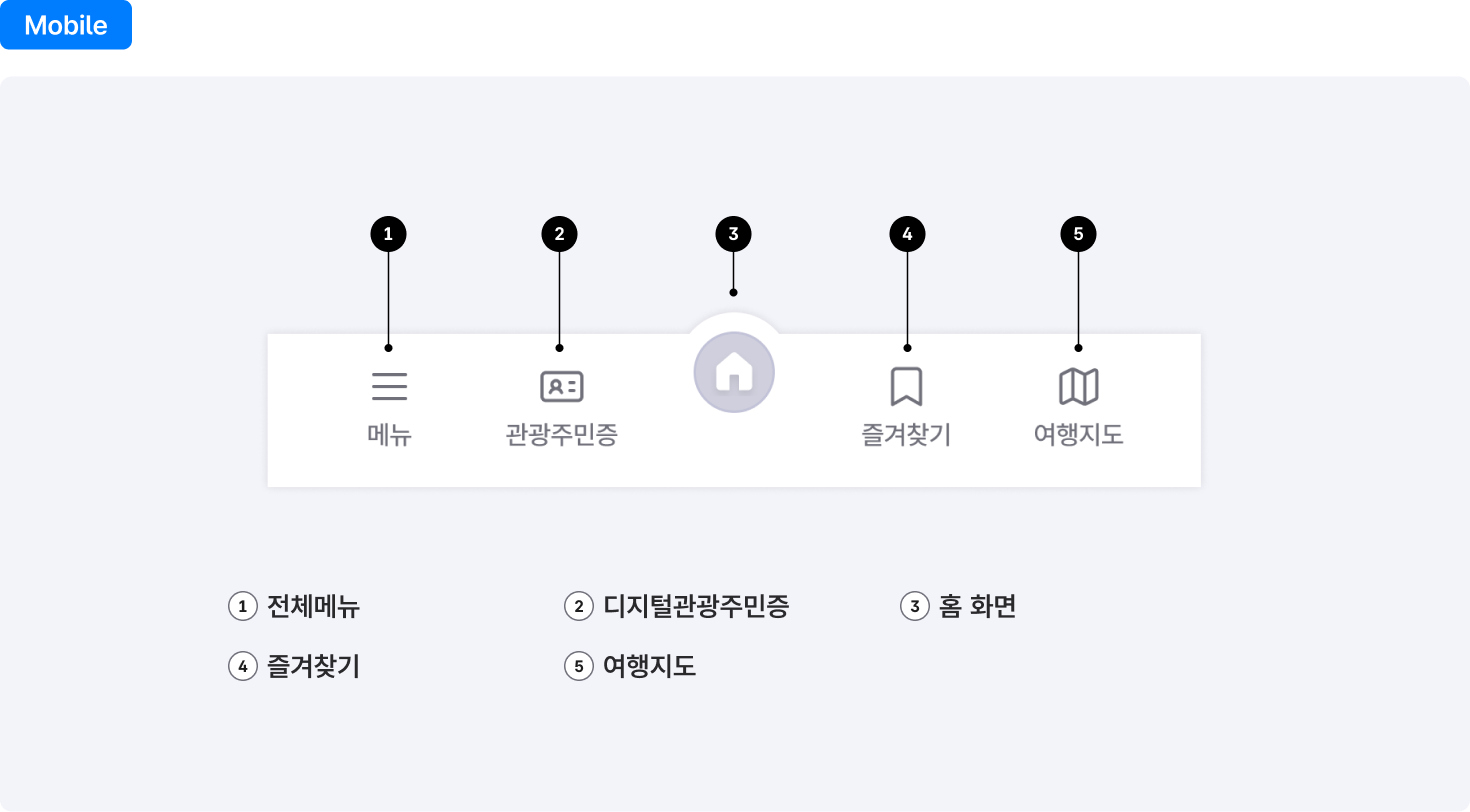 Mobile
1 2 3 4 5
메뉴 관광주민증 즐겨찾기 여행지도
1 전체메뉴 2 디지털관광주민증 3 홈 화면
4 즐겨찾기 5 여행지도